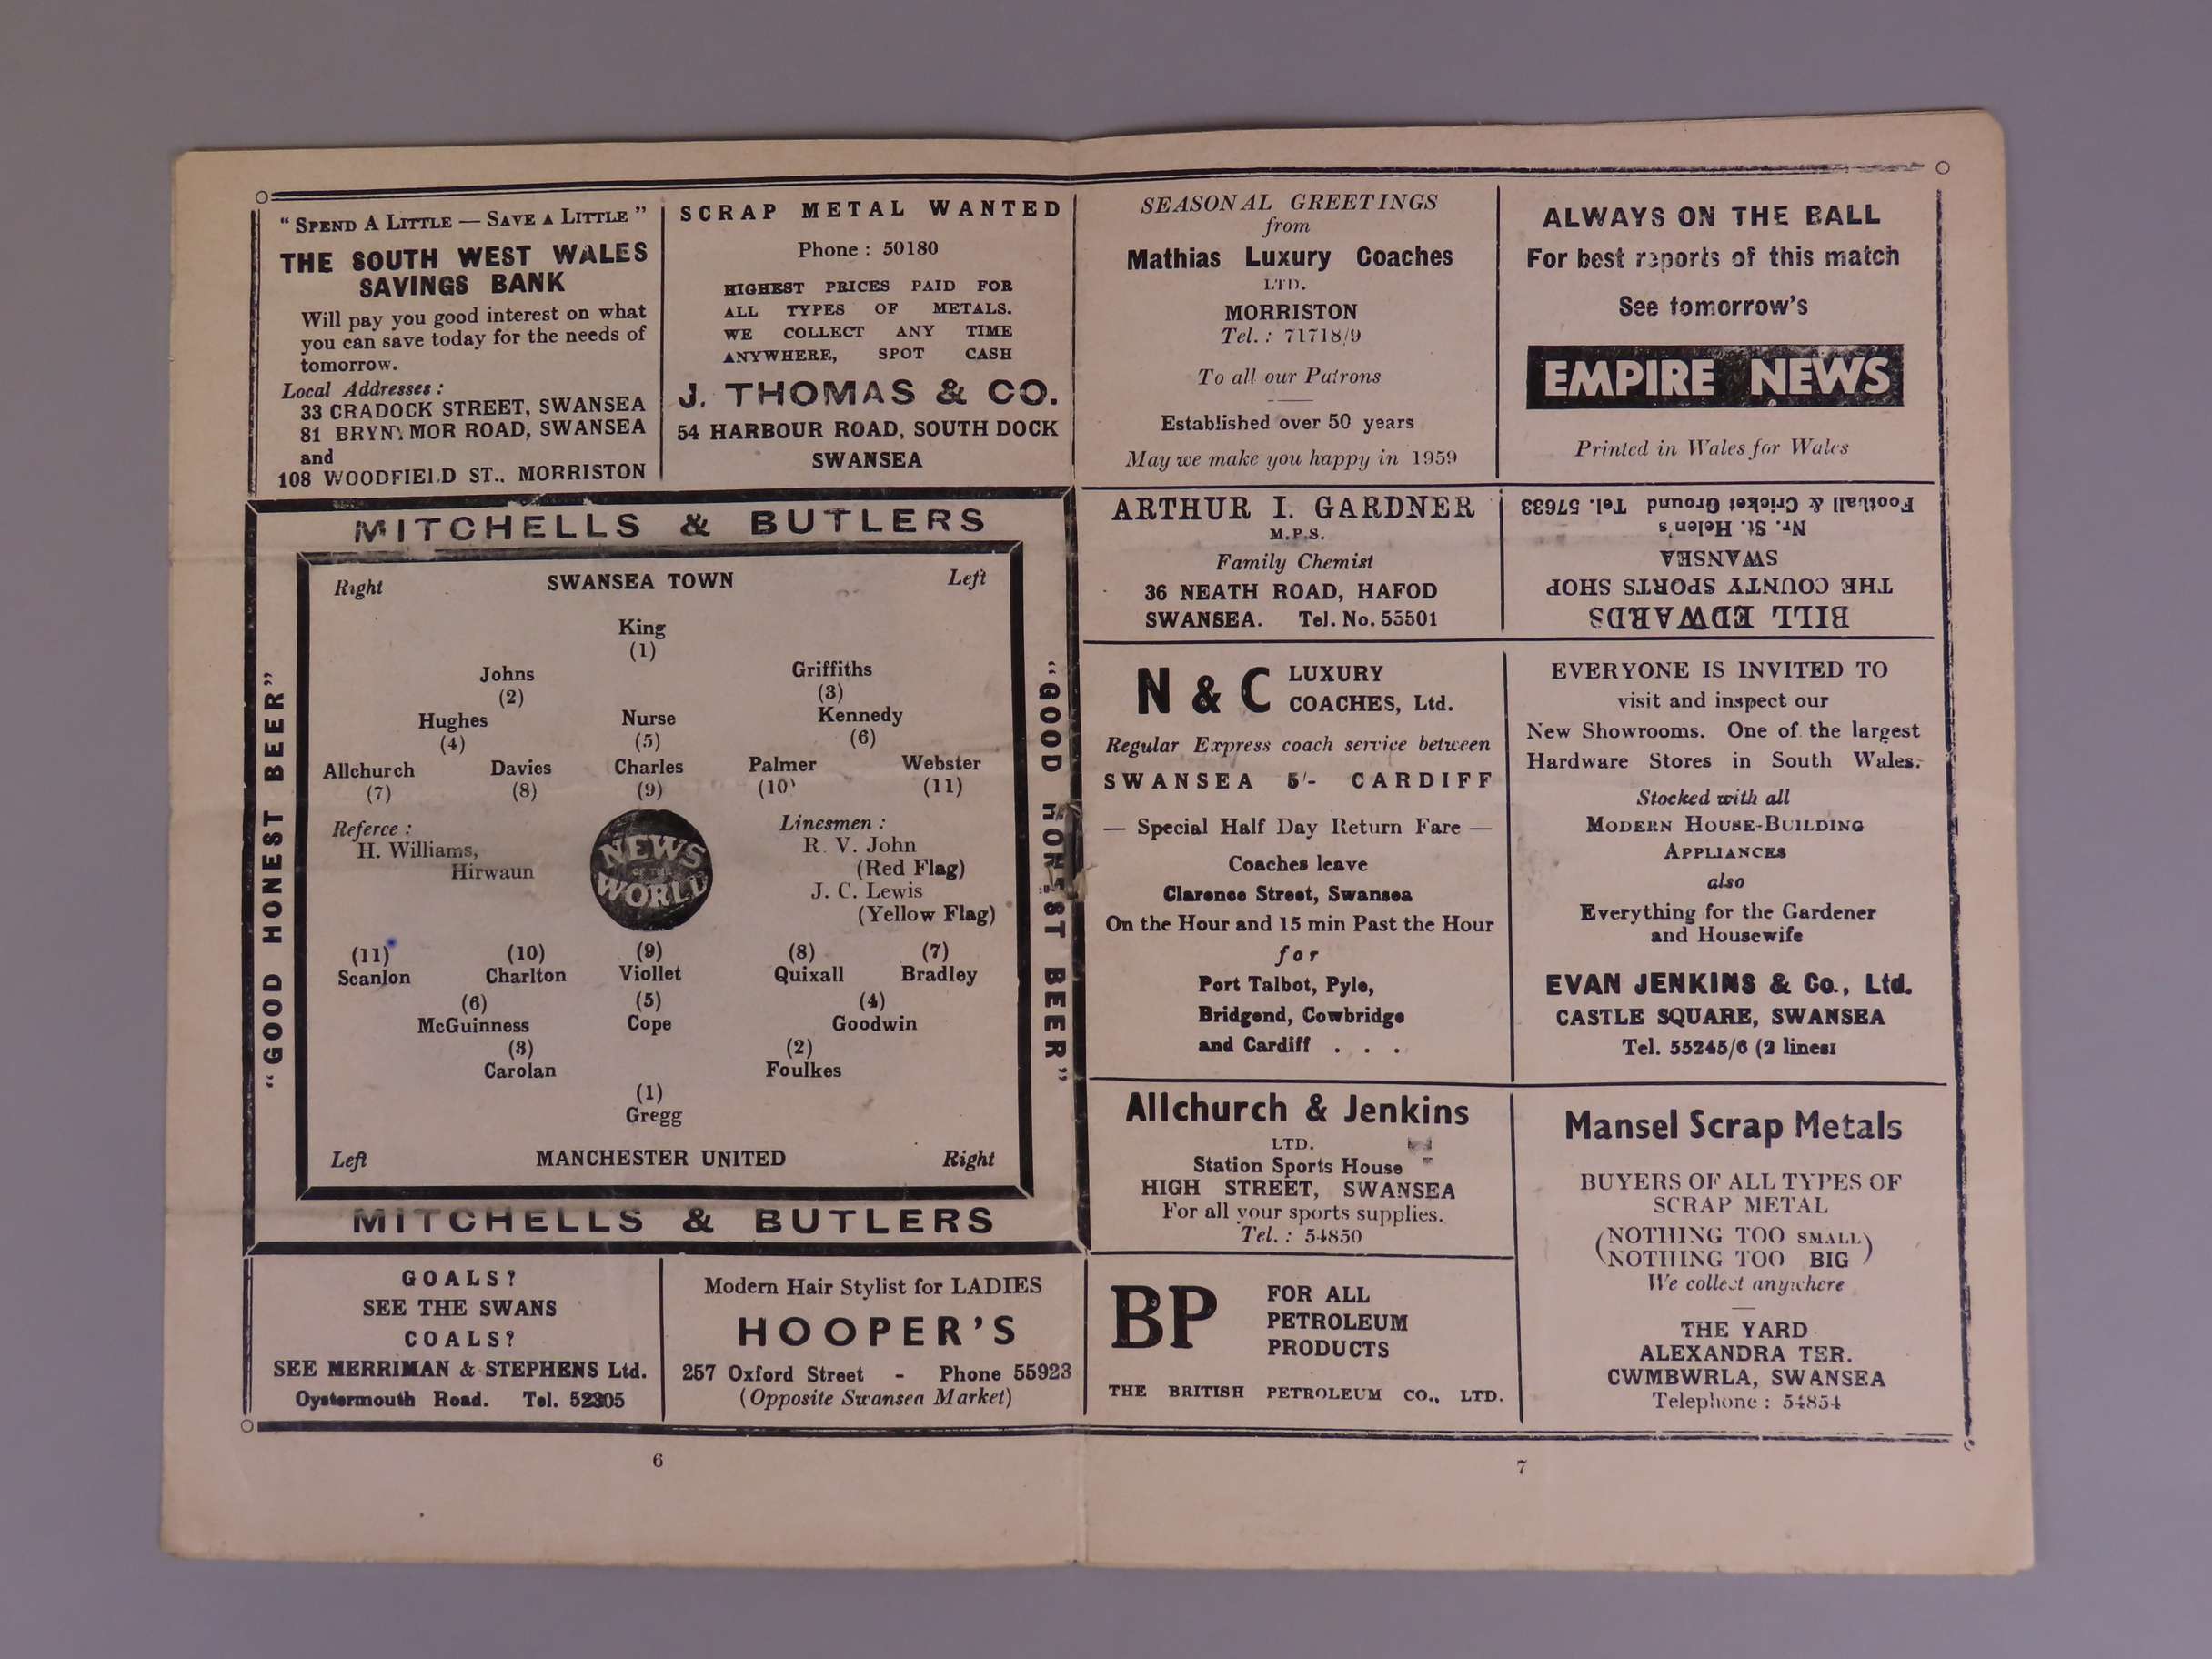 " SPEND A LITTLE — SAVE A LITTLE "
THE SOUTH WEST WALES
SAVINGS BANK
Will pay you good interest on what
you can save today for the needs of
tomorrow.
Local Addresses :
33 CRADOCK STREET, SWANSEA
81 BRYN MOR ROAD, SWANSEA
and
108 WOODFIELD ST., MORRISTON
SCRAP METAL WANTED
Phone : 50180
HIGHEST PRICES PAID FOR
ALL TYPES OF METALS.
WE COLLECT ANY TIME
ANYWHERE, SPOT CASH
J. THOMAS & CO.
54 HARBOUR ROAD, SOUTH DOCK
SWANSEA
MITCHELLS & BUTLERS
"GOOD HONEST BEER"
Right SWANSEA TOWN Left
King
(1)
Johns Griffiths
(2) (3)
Hughes Nurse Kennedy
(4) (5) (6)
Allchurch Davies Charles Palmer Webster
(7) (8) (9) (10) (11)
Referee : Linesmen :
H. Williams, R. V. John
Hirwaun (Red Flag)
J. C. Lewis
(Yellow Flag)
NEWS
OF THE
WORLD
(11) (10) (9) (8) (7)
Scanlon Charlton Viollet Quixall Bradley
(6) (5) (4)
McGuinness Cope Goodwin
(3) (2)
Carolan Foulkes
(1)
Gregg
Left MANCHESTER UNITED Right
"GOOD HONEST BEER"
MITCHELLS & BUTLERS
GOALS?
SEE THE SWANS
COALS?
SEE MERRIMAN & STEPHENS Ltd.
Oystermouth Road. Tel. 52305
Modern Hair Stylist for LADIES
HOOPER'S
257 Oxford Street - Phone 55923
(Opposite Swansea Market)
6
SEASONAL GREETINGS
from
Mathias Luxury Coaches
LTD.
MORRISTON
Tel. : 71718/9
To all our Patrons
Established over 50 years
May we make you happy in 1959
ALWAYS ON THE BALL
For best reports of this match
See tomorrow's
EMPIRE NEWS
Printed in Wales for Wales
ARTHUR I. GARDNER
M.P.S.
Family Chemist
36 NEATH ROAD, HAFOD
SWANSEA. Tel. No. 55501
BILL EDWARDS
THE COUNTY SPORTS SHOP
SWANSEA
Nr. St. Helen's
Football & Cricket Ground Tel. 57633
N & C LUXURY
COACHES, Ltd.
Regular Express coach service between
SWANSEA 5/- CARDIFF
— Special Half Day Return Fare —
Coaches leave
Clarence Street, Swansea
On the Hour and 15 min Past the Hour
for
Port Talbot, Pyle,
Bridgend, Cowbridge
and Cardiff . . .
EVERYONE IS INVITED TO
visit and inspect our
New Showrooms. One of the largest
Hardware Stores in South Wales.
Stocked with all
MODERN HOUSE-BUILDING
APPLIANCES
also
Everything for the Gardener
and Housewife
EVAN JENKINS & Co., Ltd.
CASTLE SQUARE, SWANSEA
Tel. 55245/6 (2 lines)
Allchurch & Jenkins
LTD.
Station Sports House
HIGH STREET, SWANSEA
For all your sports supplies.
Tel. : 54850
BP FOR ALL
PETROLEUM
PRODUCTS
THE BRITISH PETROLEUM CO., LTD.
Mansel Scrap Metals
BUYERS OF ALL TYPES OF
SCRAP METAL
(NOTHING TOO SMALL)
(NOTHING TOO BIG )
We collect anywhere
THE YARD
ALEXANDRA TER.
CWMBWRLA, SWANSEA
Telephone : 54854
7